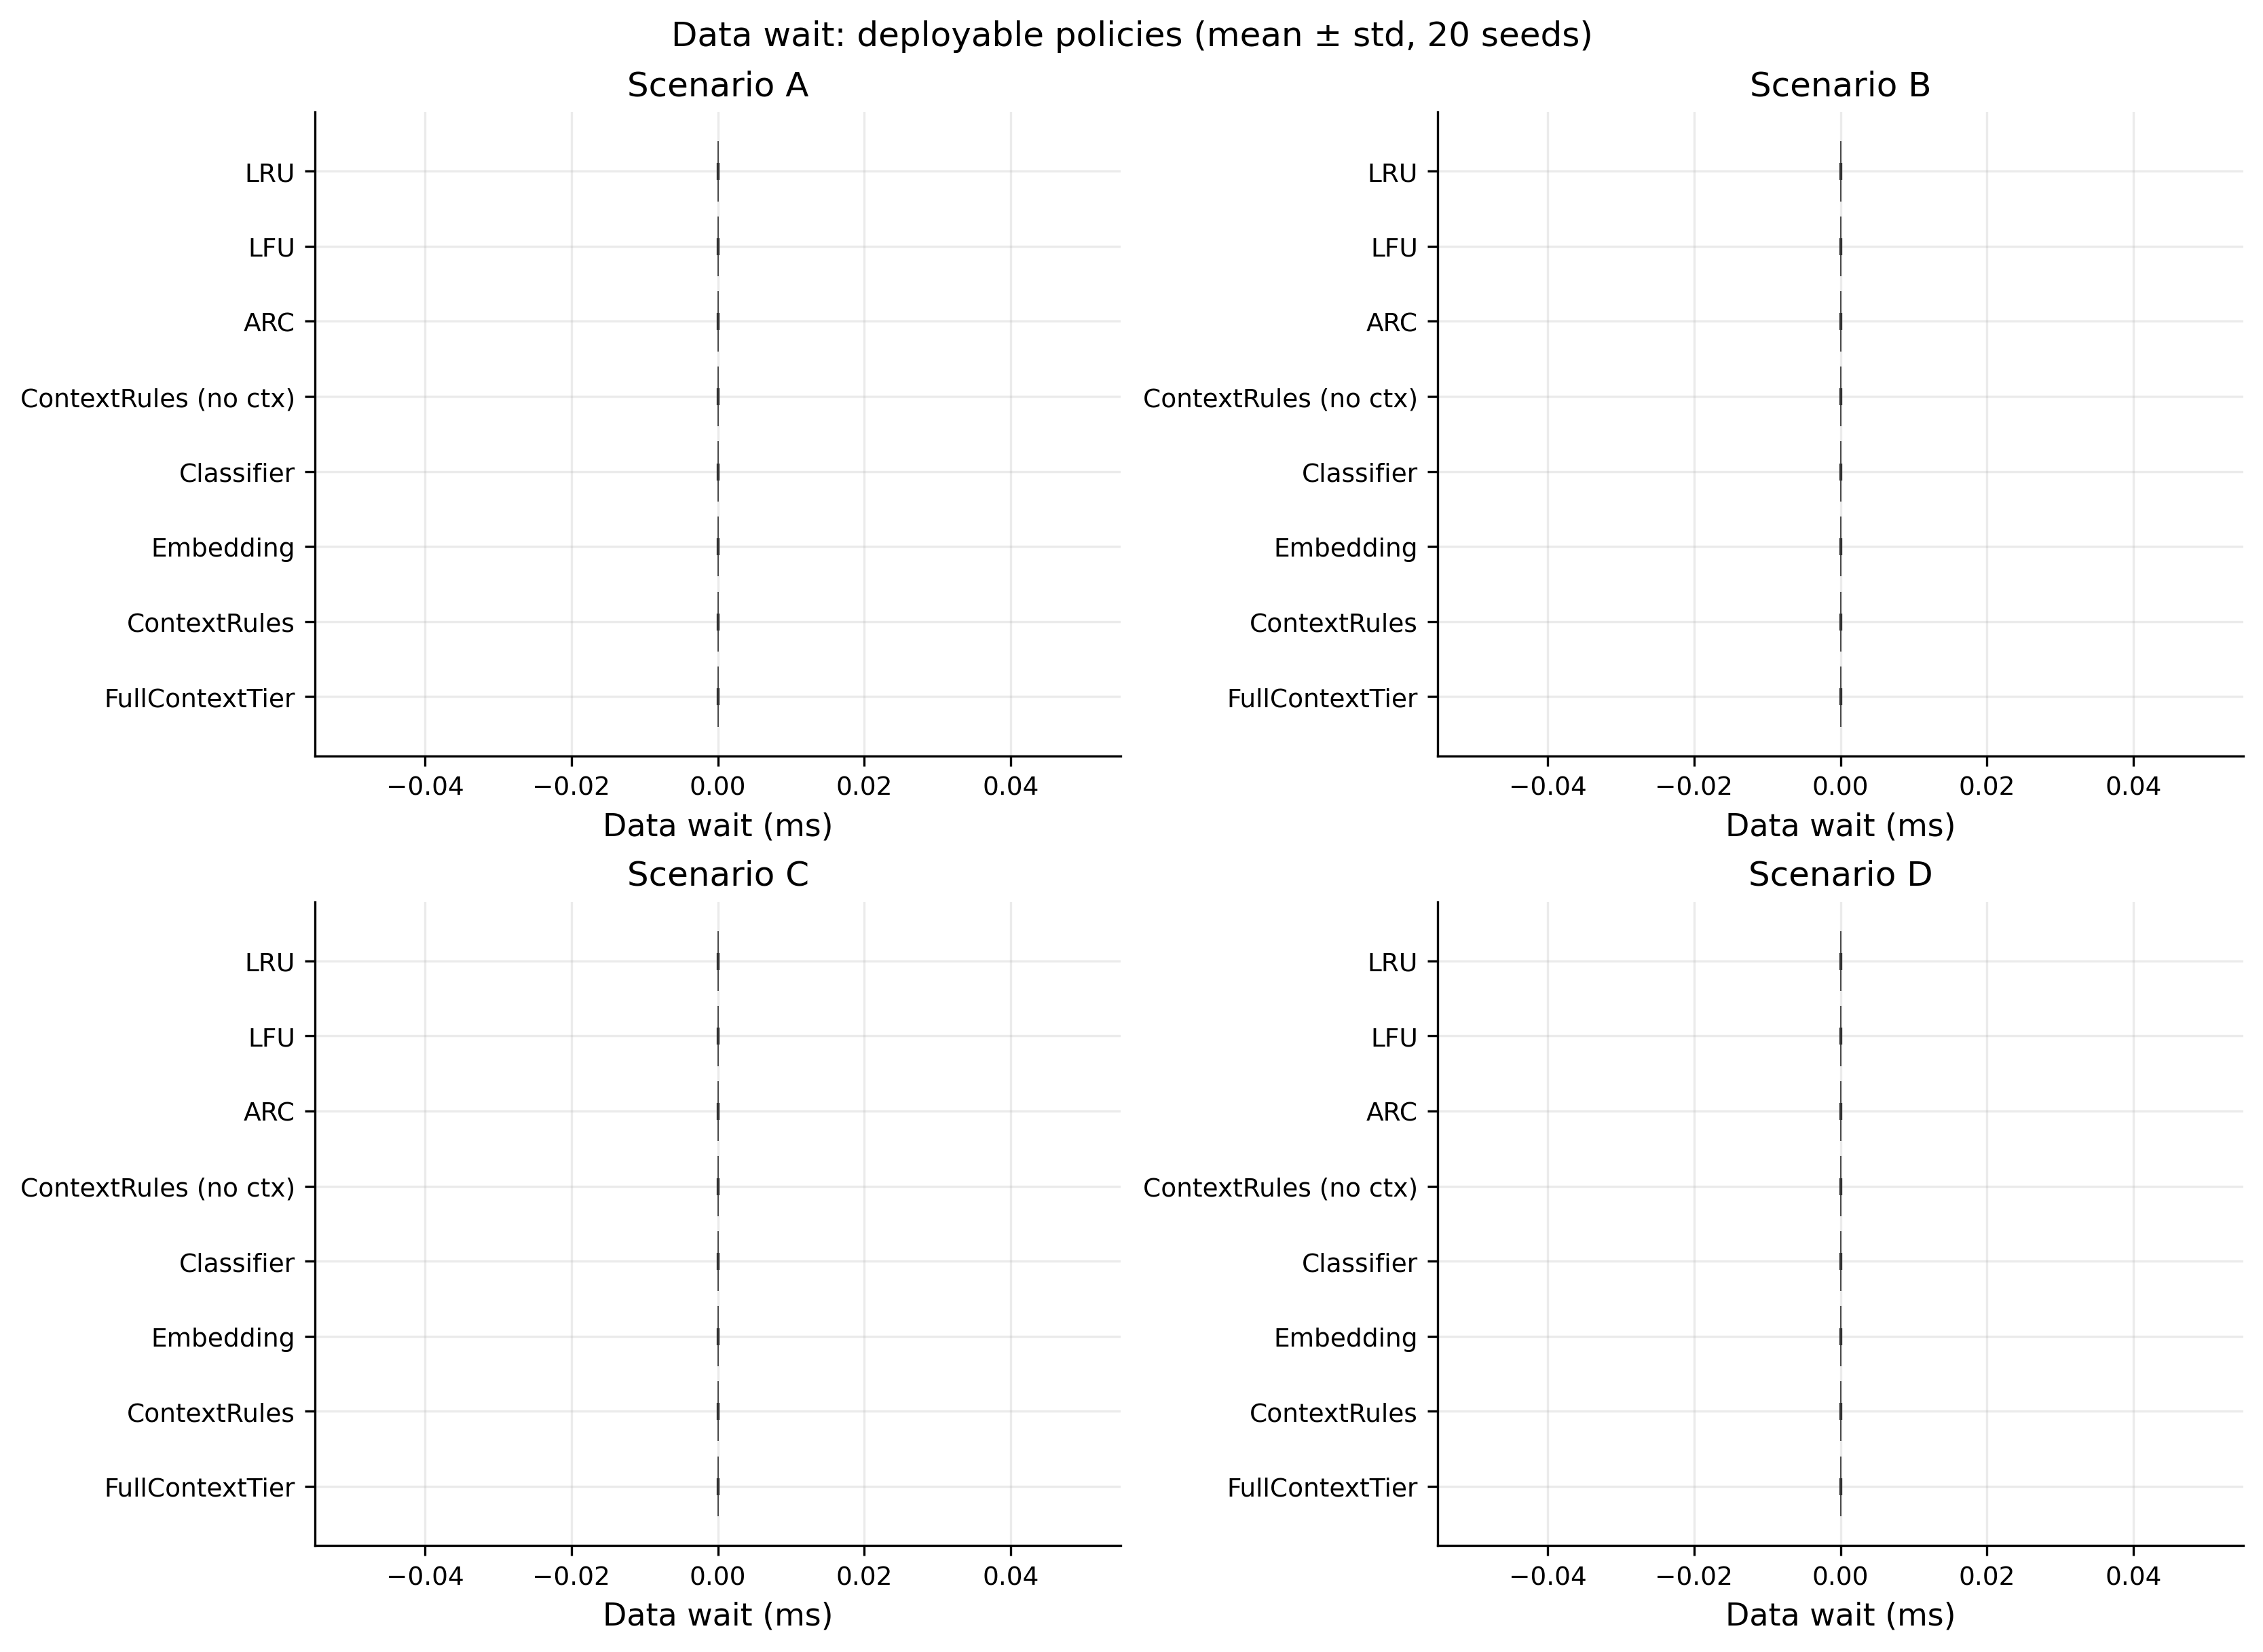 Data wait: deployable policies (mean ± std, 20 seeds)
Scenario A
LRU
LFU
ARC
ContextRules (no ctx)
Classifier
Embedding
ContextRules
FullContextTier
−0.04 −0.02 0.00 0.02 0.04
Data wait (ms)
Scenario B
LRU
LFU
ARC
ContextRules (no ctx)
Classifier
Embedding
ContextRules
FullContextTier
−0.04 −0.02 0.00 0.02 0.04
Data wait (ms)
Scenario C
LRU
LFU
ARC
ContextRules (no ctx)
Classifier
Embedding
ContextRules
FullContextTier
−0.04 −0.02 0.00 0.02 0.04
Data wait (ms)
Scenario D
LRU
LFU
ARC
ContextRules (no ctx)
Classifier
Embedding
ContextRules
FullContextTier
−0.04 −0.02 0.00 0.02 0.04
Data wait (ms)